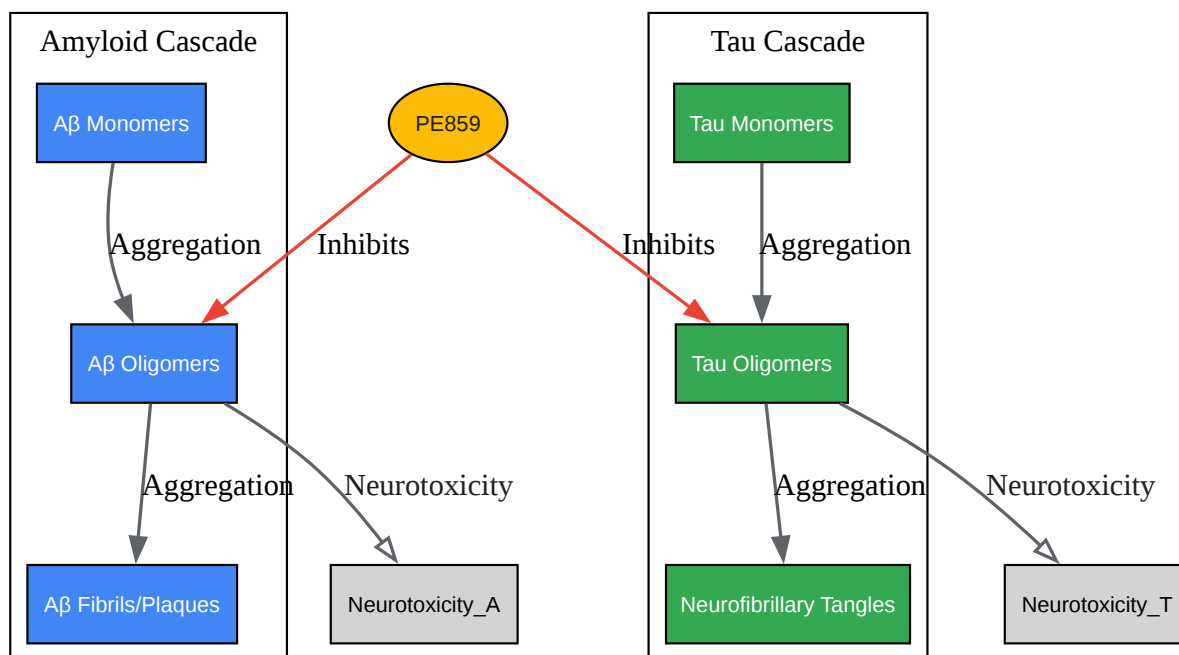 Amyloid Cascade
Tau Cascade
Aβ Monomers
PE859
Tau Monomers
Aggregation
Inhibits
Inhibits
Aggregation
Aβ Oligomers
Tau Oligomers
Aggregation
Neurotoxicity
Aggregation
Neurotoxicity
Aβ Fibrils/Plaques
Neurotoxicity_A
Neurofibrillary Tangles
Neurotoxicity_T